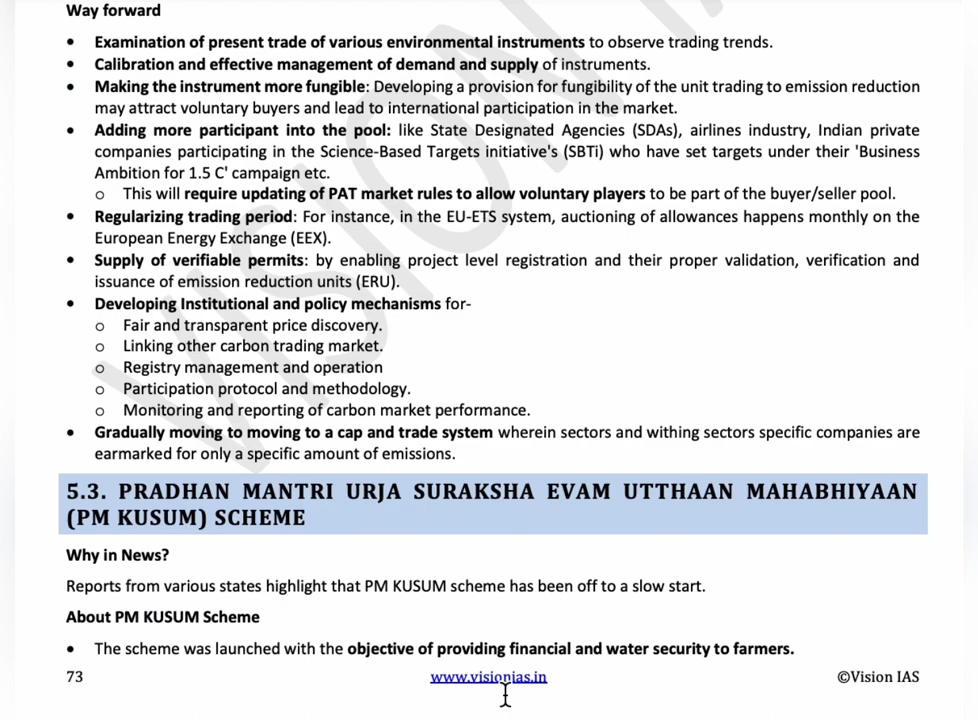 Way forward
• Examination of present trade of various environmental instruments to observe trading trends.
• Calibration and effective management of demand and supply of instruments.
• Making the instrument more fungible: Developing a provision for fungibility of the unit trading to emission reduction
may attract voluntary buyers and lead to international participation in the market.
• Adding more participant into the pool: like State Designated Agencies (SDAs), airlines industry, Indian private
companies participating in the Science-Based Targets initiative's (SBTi) who have set targets under their 'Business
Ambition for 1.5 C' campaign etc.
o This will require updating of PAT market rules to allow voluntary players to be part of the buyer/seller pool.
• Regularizing trading period: For instance, in the EU-ETS system, auctioning of allowances happens monthly on the
European Energy Exchange (EEX).
• Supply of verifiable permits: by enabling project level registration and their proper validation, verification and
issuance of emission reduction units (ERU).
• Developing Institutional and policy mechanisms for-
o Fair and transparent price discovery.
o Linking other carbon trading market.
o Registry management and operation
o Participation protocol and methodology.
o Monitoring and reporting of carbon market performance.
• Gradually moving to moving to a cap and trade system wherein sectors and withing sectors specific companies are
earmarked for only a specific amount of emissions.
5.3. PRADHAN MANTRI URJA SURAKSHA EVAM UTTHAAN MAHABHIYAAN
(PM KUSUM) SCHEME
Why in News?
Reports from various states highlight that PM KUSUM scheme has been off to a slow start.
About PM KUSUM Scheme
• The scheme was launched with the objective of providing financial and water security to farmers.
73 www.visionias.in ©Vision IAS
VISION I